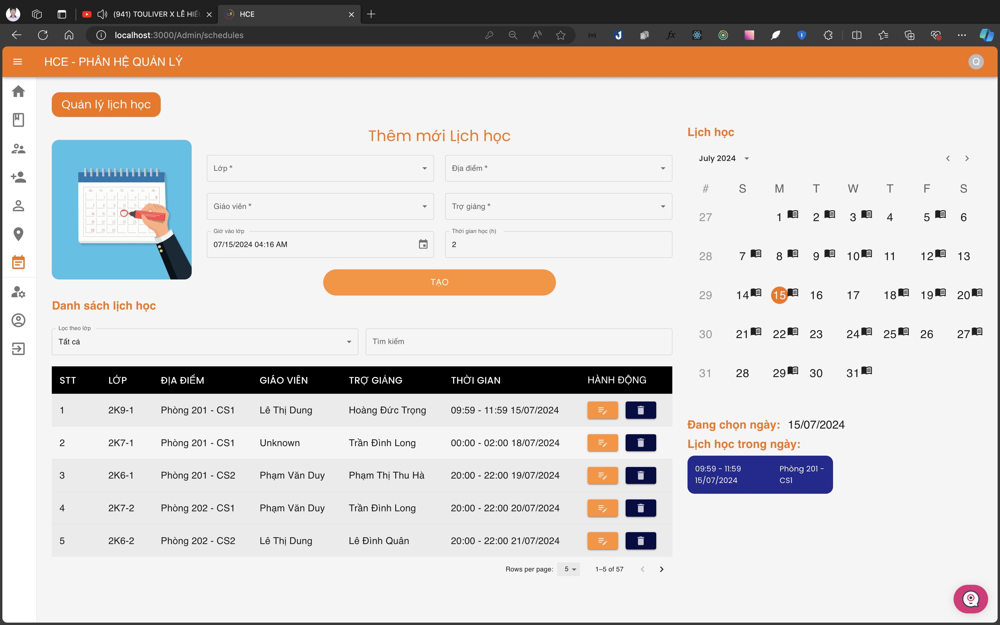 (941) TOULIVER X LÊ HIẾU
HCE
localhost:3000/Admin/schedules
HCE - PHÂN HỆ QUẢN LÝ
Q
Quản lý lịch học
Thêm mới Lịch học
Lớp *
Địa điểm *
Giáo viên *
Trợ giảng *
Giờ vào lớp
07/15/2024 04:16 AM
Thời gian học (h)
2
TẠO
Lịch học
July 2024
# S M T W T F S
27 1 2 3 4 5 6
28 7 8 9 10 11 12 13
29 14 15 16 17 18 19 20
30 21 22 23 24 25 26 27
31 28 29 30 31
Đang chọn ngày: 15/07/2024
Lịch học trong ngày:
09:59 - 11:59 Phòng 201 -
15/07/2024 CS1
Danh sách lịch học
Lọc theo lớp
Tất cả
Tìm kiếm
STT LỚP ĐỊA ĐIỂM GIÁO VIÊN TRỢ GIẢNG THỜI GIAN HÀNH ĐỘNG
1 2K9-1 Phòng 201 - CS1 Lê Thị Dung Hoàng Đức Trọng 09:59 - 11:59 15/07/2024
2 2K7-1 Phòng 201 - CS1 Unknown Trần Đình Long 00:00 - 02:00 18/07/2024
3 2K6-1 Phòng 201 - CS2 Phạm Văn Duy Phạm Thị Thu Hà 20:00 - 22:00 19/07/2024
4 2K7-2 Phòng 202 - CS1 Phạm Văn Duy Trần Đình Long 20:00 - 22:00 20/07/2024
5 2K6-2 Phòng 202 - CS2 Lê Thị Dung Lê Đình Quân 20:00 - 22:00 21/07/2024
Rows per page: 5 1–5 of 57